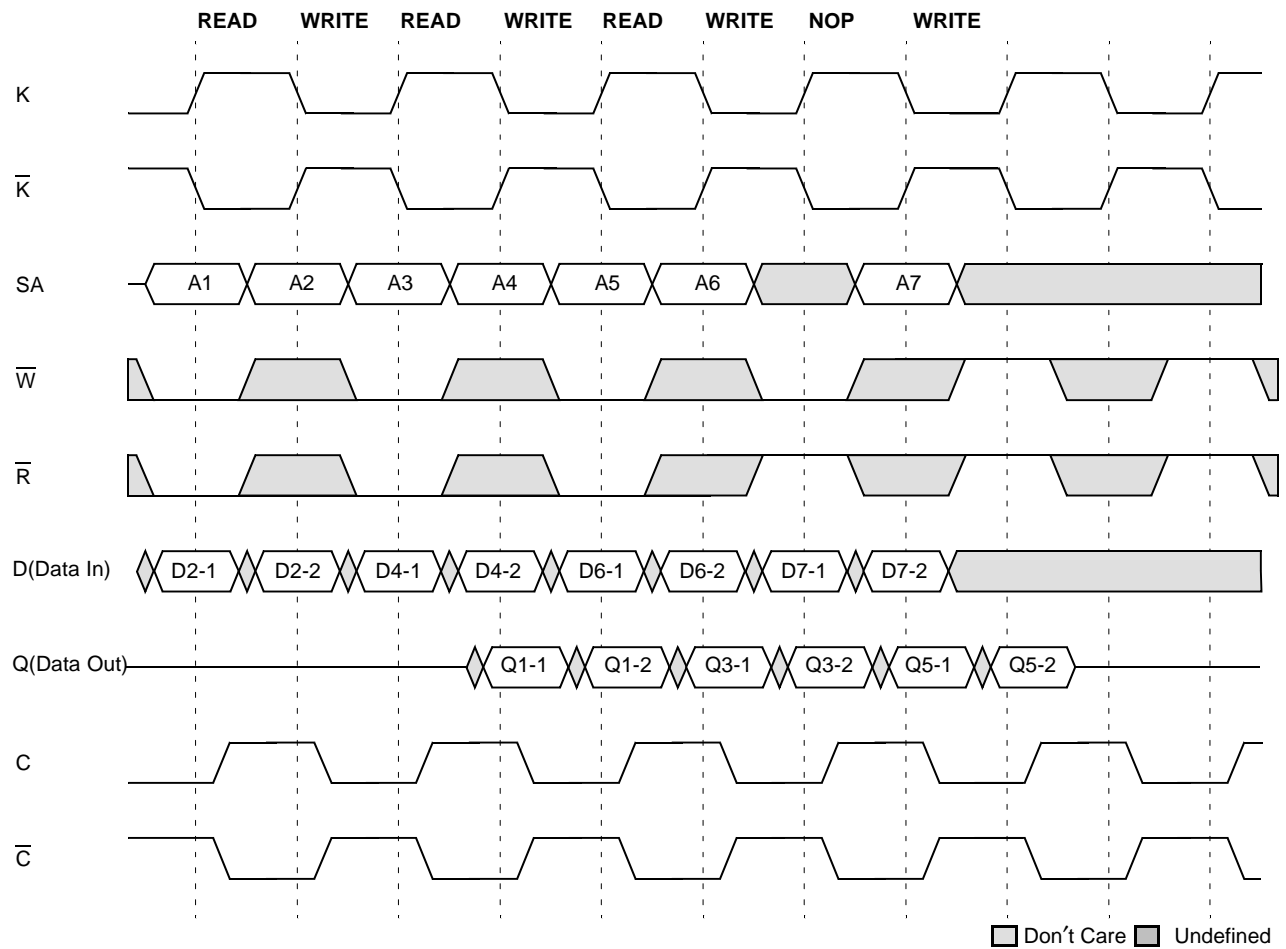 READ WRITE READ WRITE READ WRITE NOP WRITE
K
K̅
SA A1 A2 A3 A4 A5 A6 A7
W̅
R̅
D(Data In) D2-1 D2-2 D4-1 D4-2 D6-1 D6-2 D7-1 D7-2
Q(Data Out) Q1-1 Q1-2 Q3-1 Q3-2 Q5-1 Q5-2
C
C̅
Don′t Care Undefined